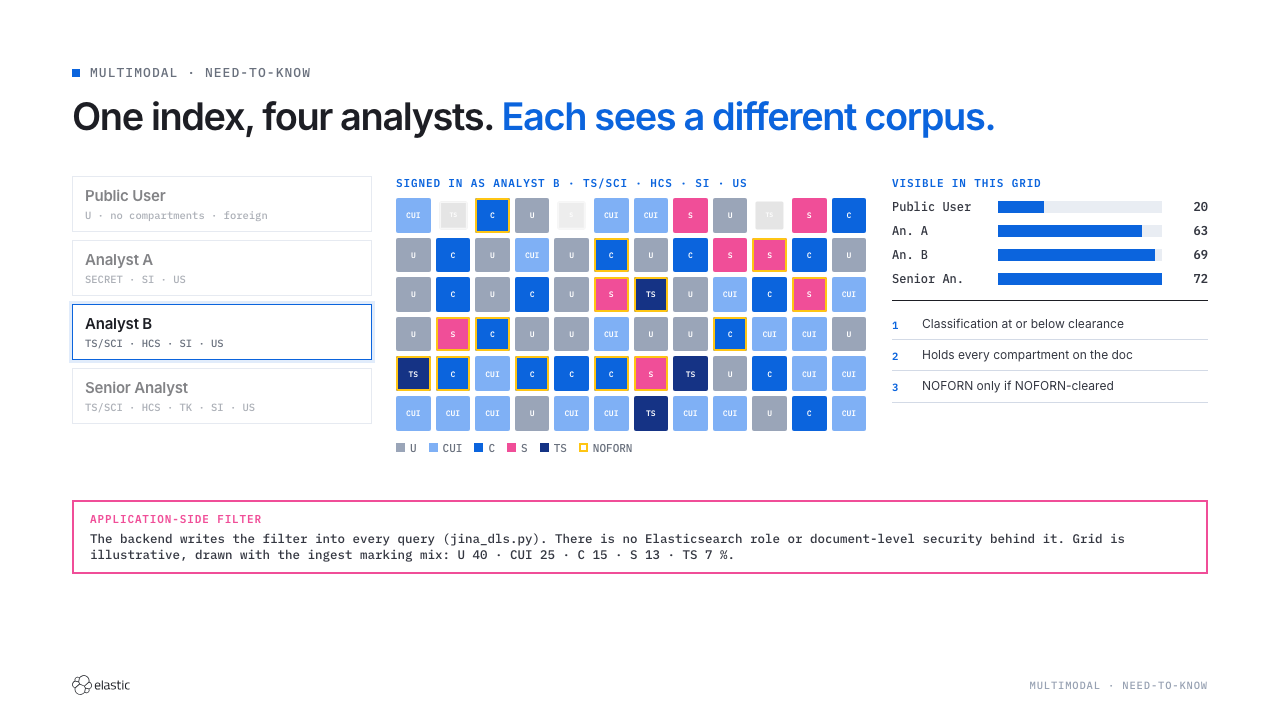 MULTIMODAL · NEED-TO-KNOW
One index, four analysts. Each sees a different corpus.
Public User
U · no compartments · foreign
Analyst A
SECRET · SI · US
Analyst B
TS/SCI · HCS · SI · US
Senior Analyst
TS/SCI · HCS · TK · SI · US
SIGNED IN AS ANALYST B · TS/SCI · HCS · SI · US
CUI TS C U CUI CUI S U TS S C
U C U CUI U C U C S S C U
U C U C U S TS U CUI C S CUI
U S C U U CUI U U C CUI CUI U
TS C CUI C C C S TS U C CUI CUI
CUI CUI CUI U CUI CUI TS CUI CUI U C CUI
U CUI C S TS NOFORN
VISIBLE IN THIS GRID
Public User 20
An. A 63
An. B 69
Senior An. 72
1 Classification at or below clearance
2 Holds every compartment on the doc
3 NOFORN only if NOFORN-cleared
APPLICATION-SIDE FILTER
The backend writes the filter into every query (jina_dls.py). There is no Elasticsearch role or document-level security behind it. Grid is
illustrative, drawn with the ingest marking mix: U 40 · CUI 25 · C 15 · S 13 · TS 7 %.
elastic
MULTIMODAL · NEED-TO-KNOW